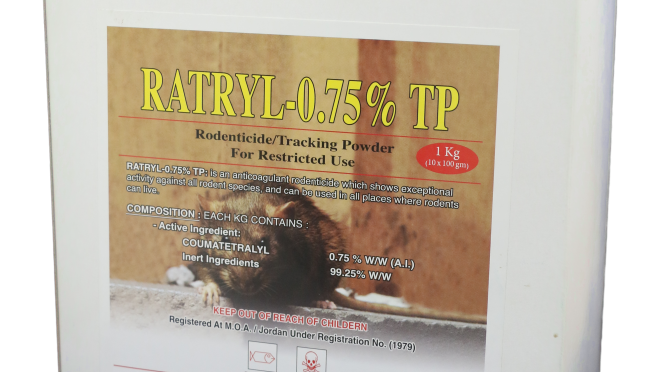 RATRYL-0.75% TP
Rodenticide/Tracking Powder
For Restricted Use
1 Kg
(10 x 100 gm)
RATRYL-0.75% TP: is an anticoagulant rodenticide which shows exceptional
activity against all rodent species, and can be used in all places where rodents
can live.
COMPOSITION : EACH KG CONTAINS :
- Active Ingredient:
COUMATETRALYL 0.75 % W/W (A.I.)
Inert Ingredients 99.25% W/W
KEEP OUT OF REACH OF CHILDERN
Registered At M.O.A. / Jordan Under Registration No. (1979)